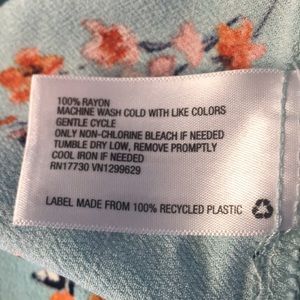 100% RAYON
MACHINE WASH COLD WITH LIKE COLORS
GENTLE CYCLE
ONLY NON-CHLORINE BLEACH IF NEEDED
TUMBLE DRY LOW, REMOVE PROMPTLY
COOL IRON IF NEEDED
RN17730 VN1299629
LABEL MADE FROM 100% RECYCLED PLASTIC